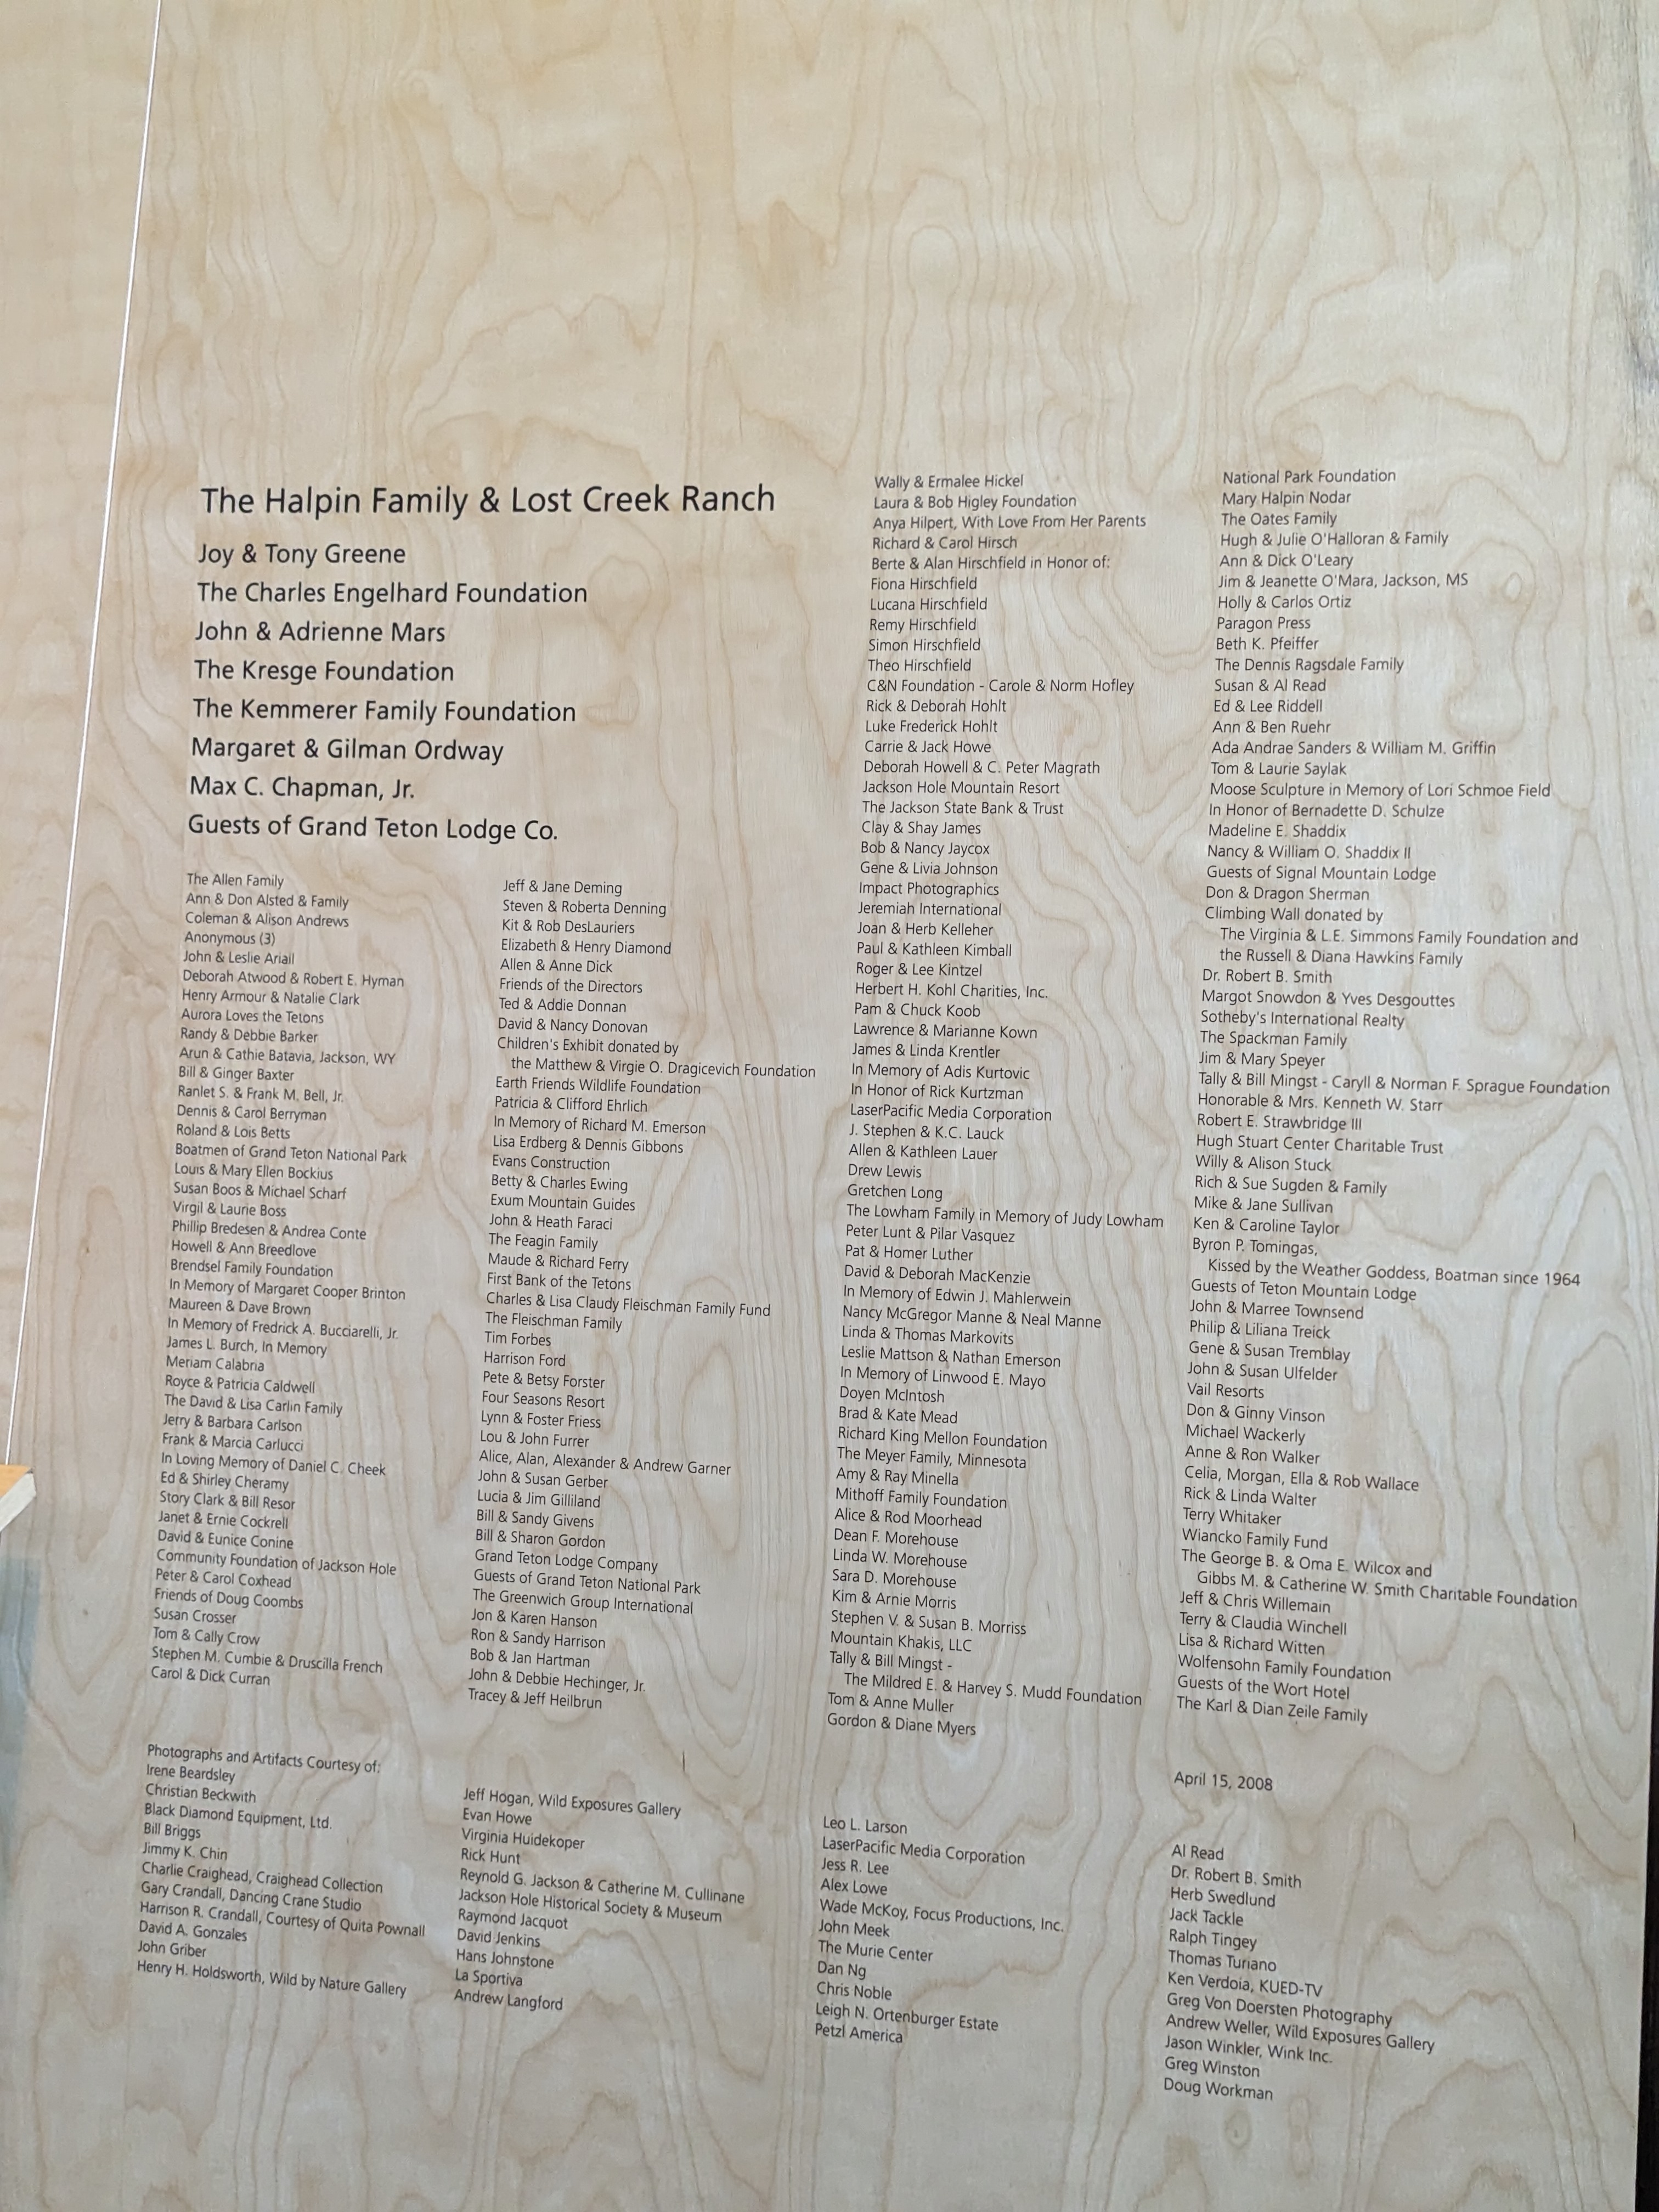 The Halpin Family & Lost Creek Ranch
Joy & Tony Greene
The Charles Engelhard Foundation
John & Adrienne Mars
The Kresge Foundation
The Kemmerer Family Foundation
Margaret & Gilman Ordway
Max C. Chapman, Jr.
Guests of Grand Teton Lodge Co.
The Allen Family
Ann & Don Alsted & Family
Coleman & Alison Andrews
Anonymous (3)
John & Leslie Ariail
Deborah Atwood & Robert E. Hyman
Henry Armour & Natalie Clark
Aurora Loves the Tetons
Randy & Debbie Barker
Arun & Cathie Batavia, Jackson, WY
Bill & Ginger Baxter
Ranlet S. & Frank M. Bell, Jr.
Dennis & Carol Berryman
Roland & Lois Betts
Boatmen of Grand Teton National Park
Louis & Mary Ellen Bockius
Susan Boos & Michael Scharf
Virgil & Laurie Boss
Phillip Bredesen & Andrea Conte
Howell & Ann Breedlove
Brendsel Family Foundation
In Memory of Margaret Cooper Brinton
Maureen & Dave Brown
In Memory of Fredrick A. Bucciarelli, Jr.
James L. Burch, In Memory
Meriam Calabria
Royce & Patricia Caldwell
The David & Lisa Carlin Family
Jerry & Barbara Carlson
Frank & Marcia Carlucci
In Loving Memory of Daniel C. Cheek
Ed & Shirley Cheramy
Story Clark & Bill Resor
Janet & Ernie Cockrell
David & Eunice Conine
Community Foundation of Jackson Hole
Peter & Carol Coxhead
Friends of Doug Coombs
Susan Crosser
Tom & Cally Crow
Stephen M. Cumbie & Druscilla French
Carol & Dick Curran
Jeff & Jane Deming
Steven & Roberta Denning
Kit & Rob DesLauriers
Elizabeth & Henry Diamond
Allen & Anne Dick
Friends of the Directors
Ted & Addie Donnan
David & Nancy Donovan
Children's Exhibit donated by
the Matthew & Virgie O. Dragicevich Foundation
Earth Friends Wildlife Foundation
Patricia & Clifford Ehrlich
In Memory of Richard M. Emerson
Lisa Erdberg & Dennis Gibbons
Evans Construction
Betty & Charles Ewing
Exum Mountain Guides
John & Heath Faraci
The Feagin Family
Maude & Richard Ferry
First Bank of the Tetons
Charles & Lisa Claudy Fleischman Family Fund
The Fleischman Family
Tim Forbes
Harrison Ford
Pete & Betsy Forster
Four Seasons Resort
Lynn & Foster Friess
Lou & John Furrer
Alice, Alan, Alexander & Andrew Garner
John & Susan Gerber
Lucia & Jim Gilliland
Bill & Sandy Givens
Bill & Sharon Gordon
Grand Teton Lodge Company
Guests of Grand Teton National Park
The Greenwich Group International
Jon & Karen Hanson
Ron & Sandy Harrison
Bob & Jan Hartman
John & Debbie Hechinger, Jr.
Tracey & Jeff Heilbrun
Wally & Ermalee Hickel
Laura & Bob Higley Foundation
Anya Hilpert, With Love From Her Parents
Richard & Carol Hirsch
Berte & Alan Hirschfield in Honor of:
Fiona Hirschfield
Lucana Hirschfield
Remy Hirschfield
Simon Hirschfield
Theo Hirschfield
C&N Foundation - Carole & Norm Hofley
Rick & Deborah Hohlt
Luke Frederick Hohlt
Carrie & Jack Howe
Deborah Howell & C. Peter Magrath
Jackson Hole Mountain Resort
The Jackson State Bank & Trust
Clay & Shay James
Bob & Nancy Jaycox
Gene & Livia Johnson
Impact Photographics
Jeremiah International
Joan & Herb Kelleher
Paul & Kathleen Kimball
Roger & Lee Kintzel
Herbert H. Kohl Charities, Inc.
Pam & Chuck Koob
Lawrence & Marianne Kown
James & Linda Krentler
In Memory of Adis Kurtovic
In Honor of Rick Kurtzman
LaserPacific Media Corporation
J. Stephen & K.C. Lauck
Allen & Kathleen Lauer
Drew Lewis
Gretchen Long
The Lowham Family in Memory of Judy Lowham
Peter Lunt & Pilar Vasquez
Pat & Homer Luther
David & Deborah MacKenzie
In Memory of Edwin J. Mahlerwein
Nancy McGregor Manne & Neal Manne
Linda & Thomas Markovits
Leslie Mattson & Nathan Emerson
In Memory of Linwood E. Mayo
Doyen McIntosh
Brad & Kate Mead
Richard King Mellon Foundation
The Meyer Family, Minnesota
Amy & Ray Minella
Mithoff Family Foundation
Alice & Rod Moorhead
Dean F. Morehouse
Linda W. Morehouse
Sara D. Morehouse
Kim & Arnie Morris
Stephen V. & Susan B. Morriss
Mountain Khakis, LLC
Tally & Bill Mingst -
The Mildred E. & Harvey S. Mudd Foundation
Tom & Anne Muller
Gordon & Diane Myers
National Park Foundation
Mary Halpin Nodar
The Oates Family
Hugh & Julie O'Halloran & Family
Ann & Dick O'Leary
Jim & Jeanette O'Mara, Jackson, MS
Holly & Carlos Ortiz
Paragon Press
Beth K. Pfeiffer
The Dennis Ragsdale Family
Susan & Al Read
Ed & Lee Riddell
Ann & Ben Ruehr
Ada Andrae Sanders & William M. Griffin
Tom & Laurie Saylak
Moose Sculpture in Memory of Lori Schmoe Field
In Honor of Bernadette D. Schulze
Madeline E. Shaddix
Nancy & William O. Shaddix II
Guests of Signal Mountain Lodge
Don & Dragon Sherman
Climbing Wall donated by
The Virginia & L.E. Simmons Family Foundation and
the Russell & Diana Hawkins Family
Dr. Robert B. Smith
Margot Snowdon & Yves Desgouttes
Sotheby's International Realty
The Spackman Family
Jim & Mary Speyer
Tally & Bill Mingst - Caryll & Norman F. Sprague Foundation
Honorable & Mrs. Kenneth W. Starr
Robert E. Strawbridge III
Hugh Stuart Center Charitable Trust
Willy & Alison Stuck
Rich & Sue Sugden & Family
Mike & Jane Sullivan
Ken & Caroline Taylor
Byron P. Tomingas,
Kissed by the Weather Goddess, Boatman since 1964
Guests of Teton Mountain Lodge
John & Marree Townsend
Philip & Liliana Treick
Gene & Susan Tremblay
John & Susan Ulfelder
Vail Resorts
Don & Ginny Vinson
Michael Wackerly
Anne & Ron Walker
Celia, Morgan, Ella & Rob Wallace
Rick & Linda Walter
Terry Whitaker
Wiancko Family Fund
The George B. & Oma E. Wilcox and
Gibbs M. & Catherine W. Smith Charitable Foundation
Jeff & Chris Willemain
Terry & Claudia Winchell
Lisa & Richard Witten
Wolfensohn Family Foundation
Guests of the Wort Hotel
The Karl & Dian Zeile Family
April 15, 2008
Photographs and Artifacts Courtesy of:
Irene Beardsley
Christian Beckwith
Black Diamond Equipment, Ltd.
Bill Briggs
Jimmy K. Chin
Charlie Craighead, Craighead Collection
Gary Crandall, Dancing Crane Studio
Harrison R. Crandall, Courtesy of Quita Pownall
David A. Gonzales
John Griber
Henry H. Holdsworth, Wild by Nature Gallery
Jeff Hogan, Wild Exposures Gallery
Evan Howe
Virginia Huidekoper
Rick Hunt
Reynold G. Jackson & Catherine M. Cullinane
Jackson Hole Historical Society & Museum
Raymond Jacquot
David Jenkins
Hans Johnstone
La Sportiva
Andrew Langford
Leo L. Larson
LaserPacific Media Corporation
Jess R. Lee
Alex Lowe
Wade McKoy, Focus Productions, Inc.
John Meek
The Murie Center
Dan Ng
Chris Noble
Leigh N. Ortenburger Estate
Petzl America
Al Read
Dr. Robert B. Smith
Herb Swedlund
Jack Tackle
Ralph Tingey
Thomas Turiano
Ken Verdoia, KUED-TV
Greg Von Doersten Photography
Andrew Weller, Wild Exposures Gallery
Jason Winkler, Wink Inc.
Greg Winston
Doug Workman